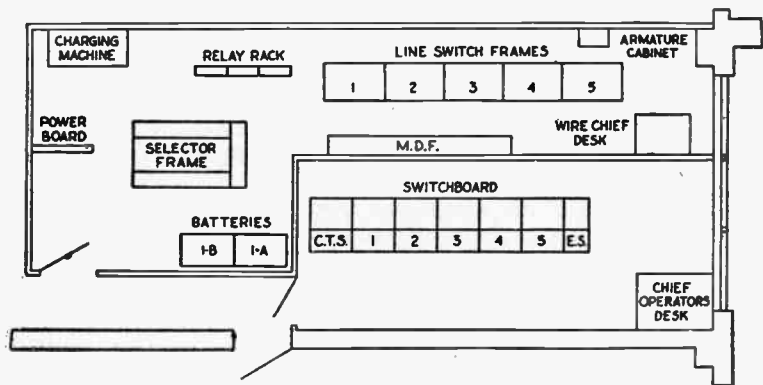 CHARGING
MACHINE
RELAY RACK
LINE SWITCH FRAMES
ARMATURE
CABINET
1 2 3 4 5
POWER
BOARD
SELECTOR
FRAME
M.D.F.
WIRE CHIEF
DESK
SWITCHBOARD
C.T.S. 1 2 3 4 5 E.S.
BATTERIES
1-B 1-A
CHIEF
OPERATORS
DESK